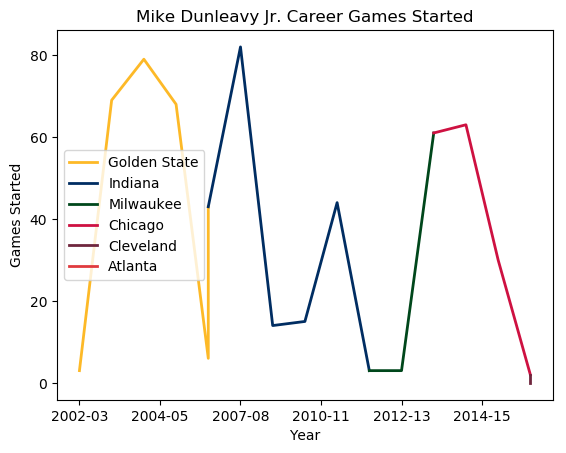 Mike Dunleavy Jr. Career Games Started
Games Started
80
60
40
20
0
Golden State
Indiana
Milwaukee
Chicago
Cleveland
Atlanta
2002-03 2004-05 2007-08 2010-11 2012-13 2014-15
Year